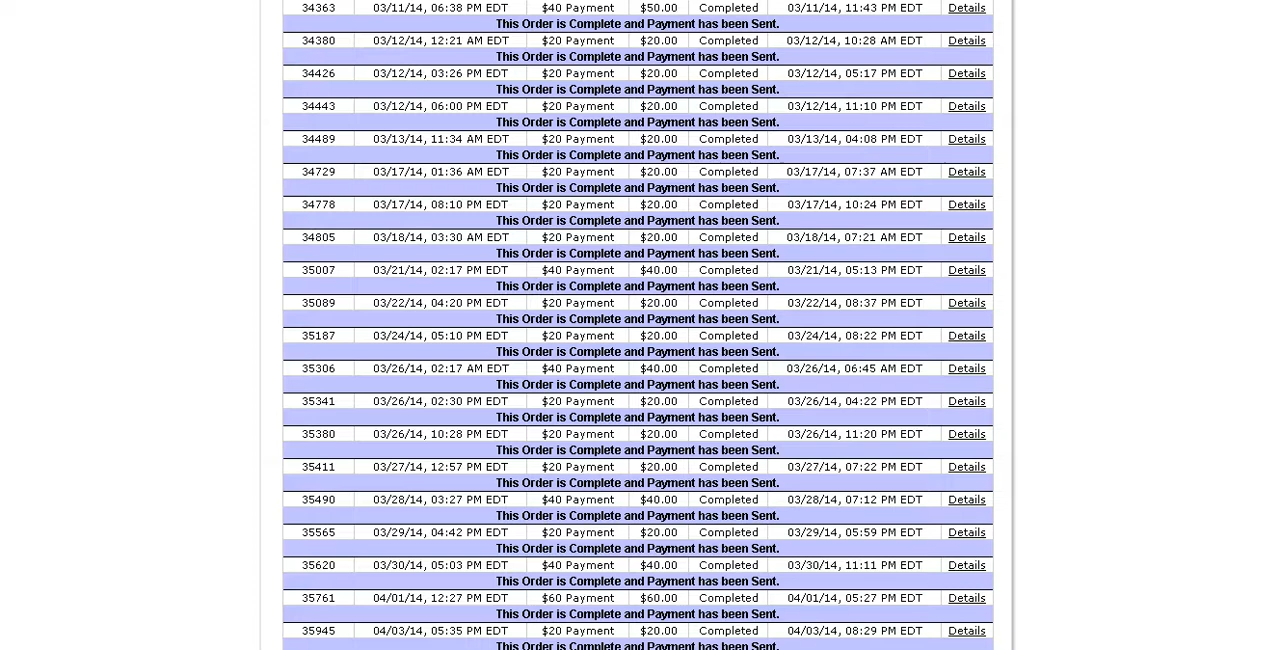 34363 03/11/14, 06:38 PM EDT $40 Payment $50.00 Completed 03/11/14, 11:43 PM EDT Details
This Order is Complete and Payment has been Sent.
34380 03/12/14, 12:21 AM EDT $20 Payment $20.00 Completed 03/12/14, 10:28 AM EDT Details
This Order is Complete and Payment has been Sent.
34426 03/12/14, 03:26 PM EDT $20 Payment $20.00 Completed 03/12/14, 05:17 PM EDT Details
This Order is Complete and Payment has been Sent.
34443 03/12/14, 06:00 PM EDT $20 Payment $20.00 Completed 03/12/14, 11:10 PM EDT Details
This Order is Complete and Payment has been Sent.
34489 03/13/14, 11:34 AM EDT $20 Payment $20.00 Completed 03/13/14, 04:08 PM EDT Details
This Order is Complete and Payment has been Sent.
34729 03/17/14, 01:36 AM EDT $20 Payment $20.00 Completed 03/17/14, 07:37 AM EDT Details
This Order is Complete and Payment has been Sent.
34778 03/17/14, 08:10 PM EDT $20 Payment $20.00 Completed 03/17/14, 10:24 PM EDT Details
This Order is Complete and Payment has been Sent.
34805 03/18/14, 03:30 AM EDT $20 Payment $20.00 Completed 03/18/14, 07:21 AM EDT Details
This Order is Complete and Payment has been Sent.
35007 03/21/14, 02:17 PM EDT $40 Payment $40.00 Completed 03/21/14, 05:13 PM EDT Details
This Order is Complete and Payment has been Sent.
35089 03/22/14, 04:20 PM EDT $20 Payment $20.00 Completed 03/22/14, 08:37 PM EDT Details
This Order is Complete and Payment has been Sent.
35187 03/24/14, 05:10 PM EDT $20 Payment $20.00 Completed 03/24/14, 08:22 PM EDT Details
This Order is Complete and Payment has been Sent.
35306 03/26/14, 02:17 AM EDT $40 Payment $40.00 Completed 03/26/14, 06:45 AM EDT Details
This Order is Complete and Payment has been Sent.
35341 03/26/14, 02:30 PM EDT $20 Payment $20.00 Completed 03/26/14, 04:22 PM EDT Details
This Order is Complete and Payment has been Sent.
35380 03/26/14, 10:28 PM EDT $20 Payment $20.00 Completed 03/26/14, 11:20 PM EDT Details
This Order is Complete and Payment has been Sent.
35411 03/27/14, 12:57 PM EDT $20 Payment $20.00 Completed 03/27/14, 07:22 PM EDT Details
This Order is Complete and Payment has been Sent.
35490 03/28/14, 03:27 PM EDT $40 Payment $40.00 Completed 03/28/14, 07:12 PM EDT Details
This Order is Complete and Payment has been Sent.
35565 03/29/14, 04:42 PM EDT $20 Payment $20.00 Completed 03/29/14, 05:59 PM EDT Details
This Order is Complete and Payment has been Sent.
35620 03/30/14, 05:03 PM EDT $40 Payment $40.00 Completed 03/30/14, 11:11 PM EDT Details
This Order is Complete and Payment has been Sent.
35761 04/01/14, 12:27 PM EDT $60 Payment $60.00 Completed 04/01/14, 05:27 PM EDT Details
This Order is Complete and Payment has been Sent.
35945 04/03/14, 05:35 PM EDT $20 Payment $20.00 Completed 04/03/14, 08:29 PM EDT Details
This Order is Complete and Payment has been Sent.